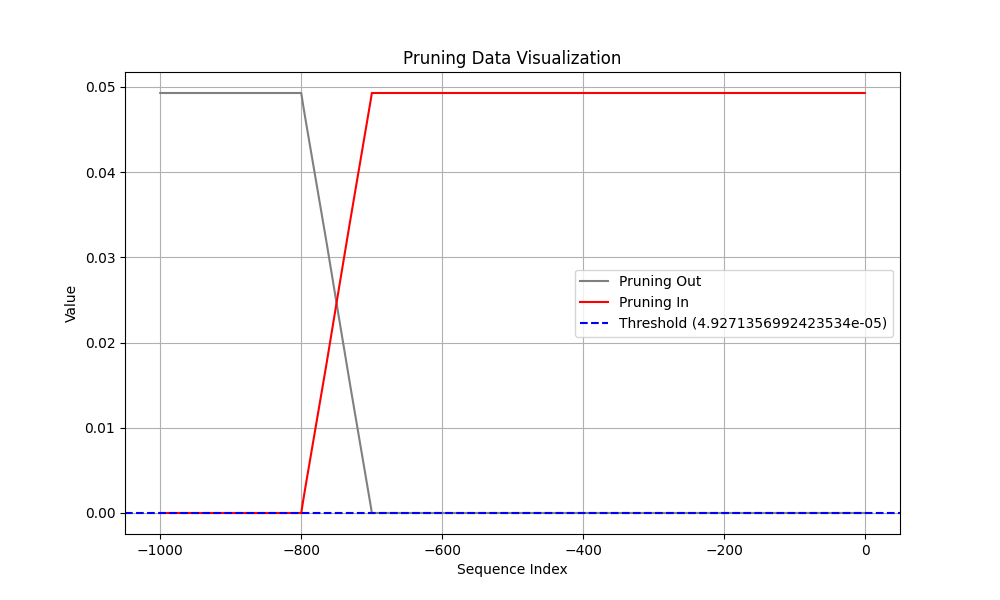 Pruning Data Visualization
Value
0.05
0.04
0.03
0.02
0.01
0.00
Pruning Out
Pruning In
Threshold (4.9271356992423534e-05)
−1000 −800 −600 −400 −200 0
Sequence Index